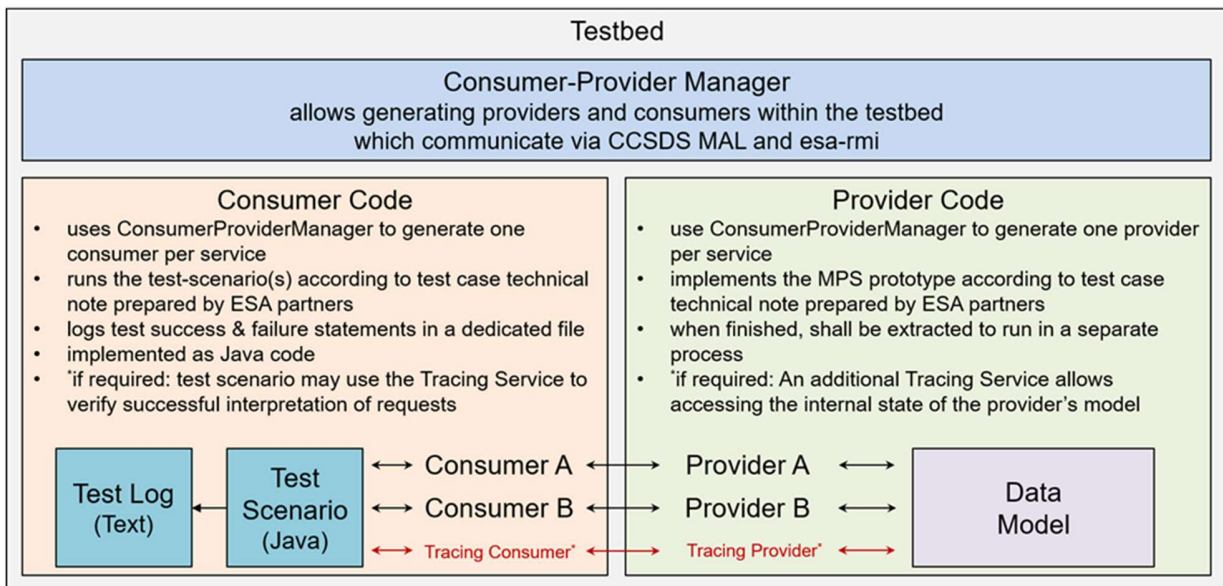 Testbed
Consumer-Provider Manager
allows generating providers and consumers within the testbed
which communicate via CCSDS MAL and esa-rmi
Consumer Code
• uses ConsumerProviderManager to generate one
consumer per service
• runs the test-scenario(s) according to test case technical
note prepared by ESA partners
• logs test success & failure statements in a dedicated file
• implemented as Java code
• *if required: test scenario may use the Tracing Service to
verify successful interpretation of requests
Test Log
(Text)
Test
Scenario
(Java)
Consumer A
Consumer B
Tracing Consumer*
Provider Code
• use ConsumerProviderManager to generate one provider
per service
• implements the MPS prototype according to test case
technical note prepared by ESA partners
• when finished, shall be extracted to run in a separate
process
• *if required: An additional Tracing Service allows
accessing the internal state of the provider's model
Provider A
Provider B
Tracing Provider*
Data
Model